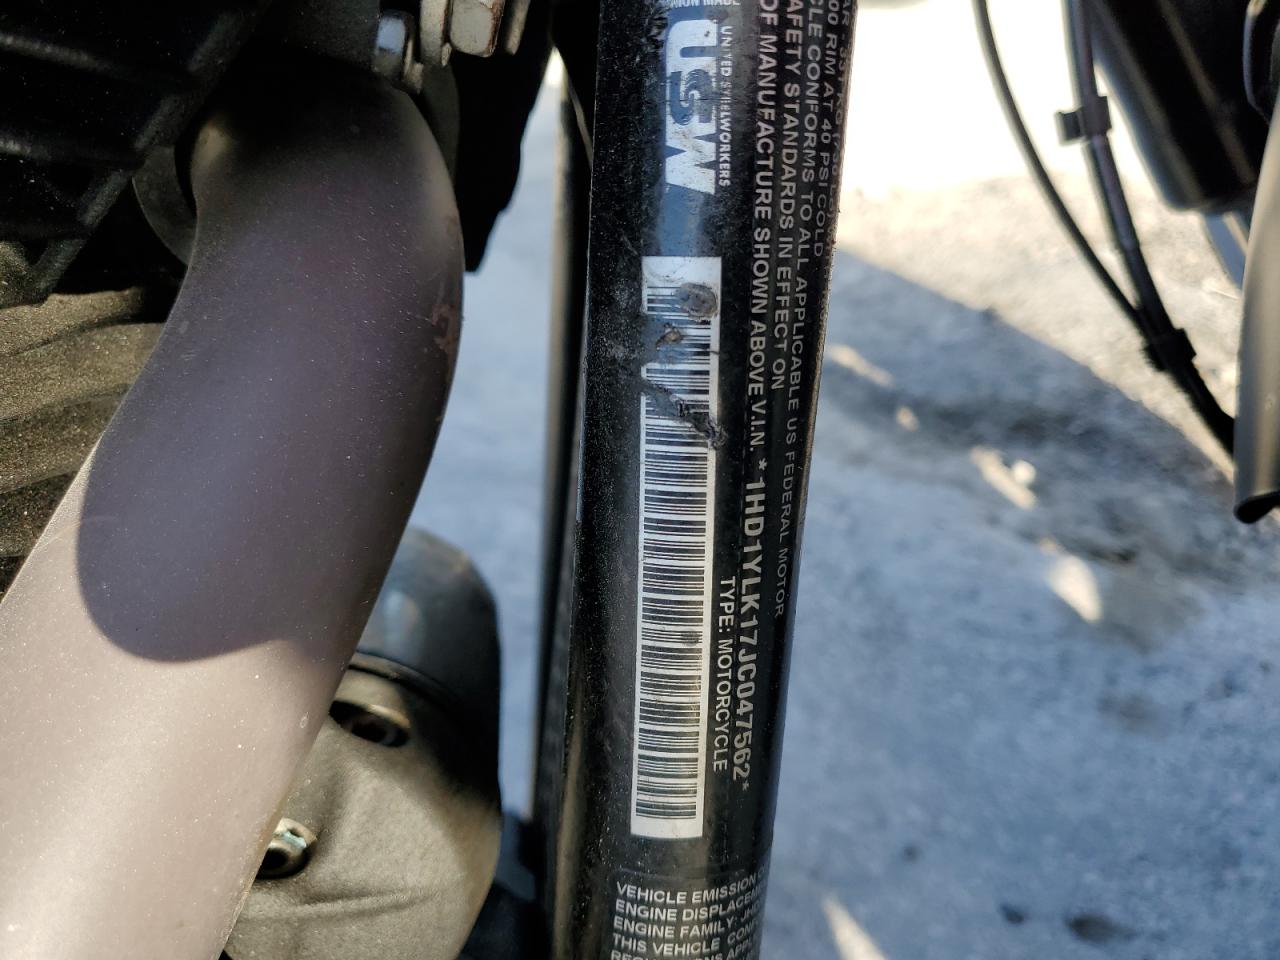 UNION MADE
USW
UNITED STEELWORKERS
00 RIM AT 40 PSI COLD
CLE CONFORMS TO ALL APPLICABLE US FEDERAL MOTOR
AFETY STANDARDS IN EFFECT ON
OF MANUFACTURE SHOWN ABOVE V.I.N. *1HD1YLK17JC047562*
TYPE: MOTORCYCLE
VEHICLE EMISSION
ENGINE DISPLACEM
ENGINE FAMILY: JHD
THIS VEHICLE CONF